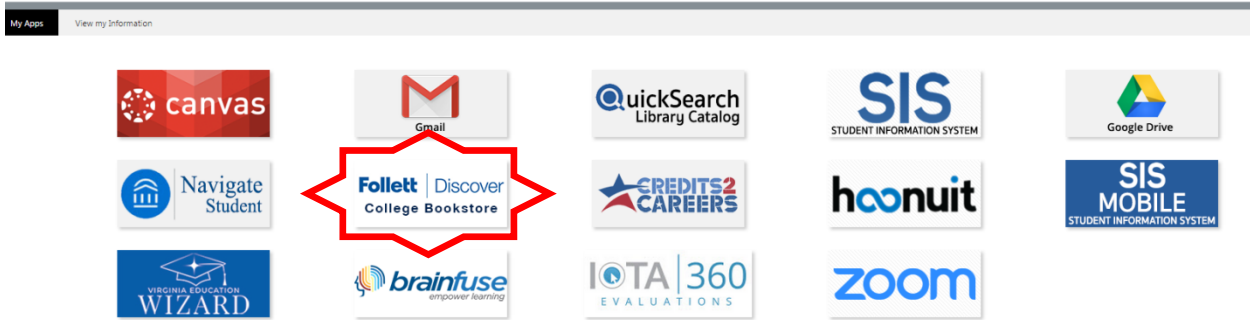 My Apps View my Information
canvas
Gmail
QuickSearch
Library Catalog
SIS
STUDENT INFORMATION SYSTEM
Google Drive
Navigate
Student
Follett | Discover
College Bookstore
CREDITS2
CAREERS
hoonuit
SIS
MOBILE
STUDENT INFORMATION SYSTEM
VIRGINIA EDUCATION
WIZARD
brainfuse
empower learning
IOTA 360
EVALUATIONS
zoom